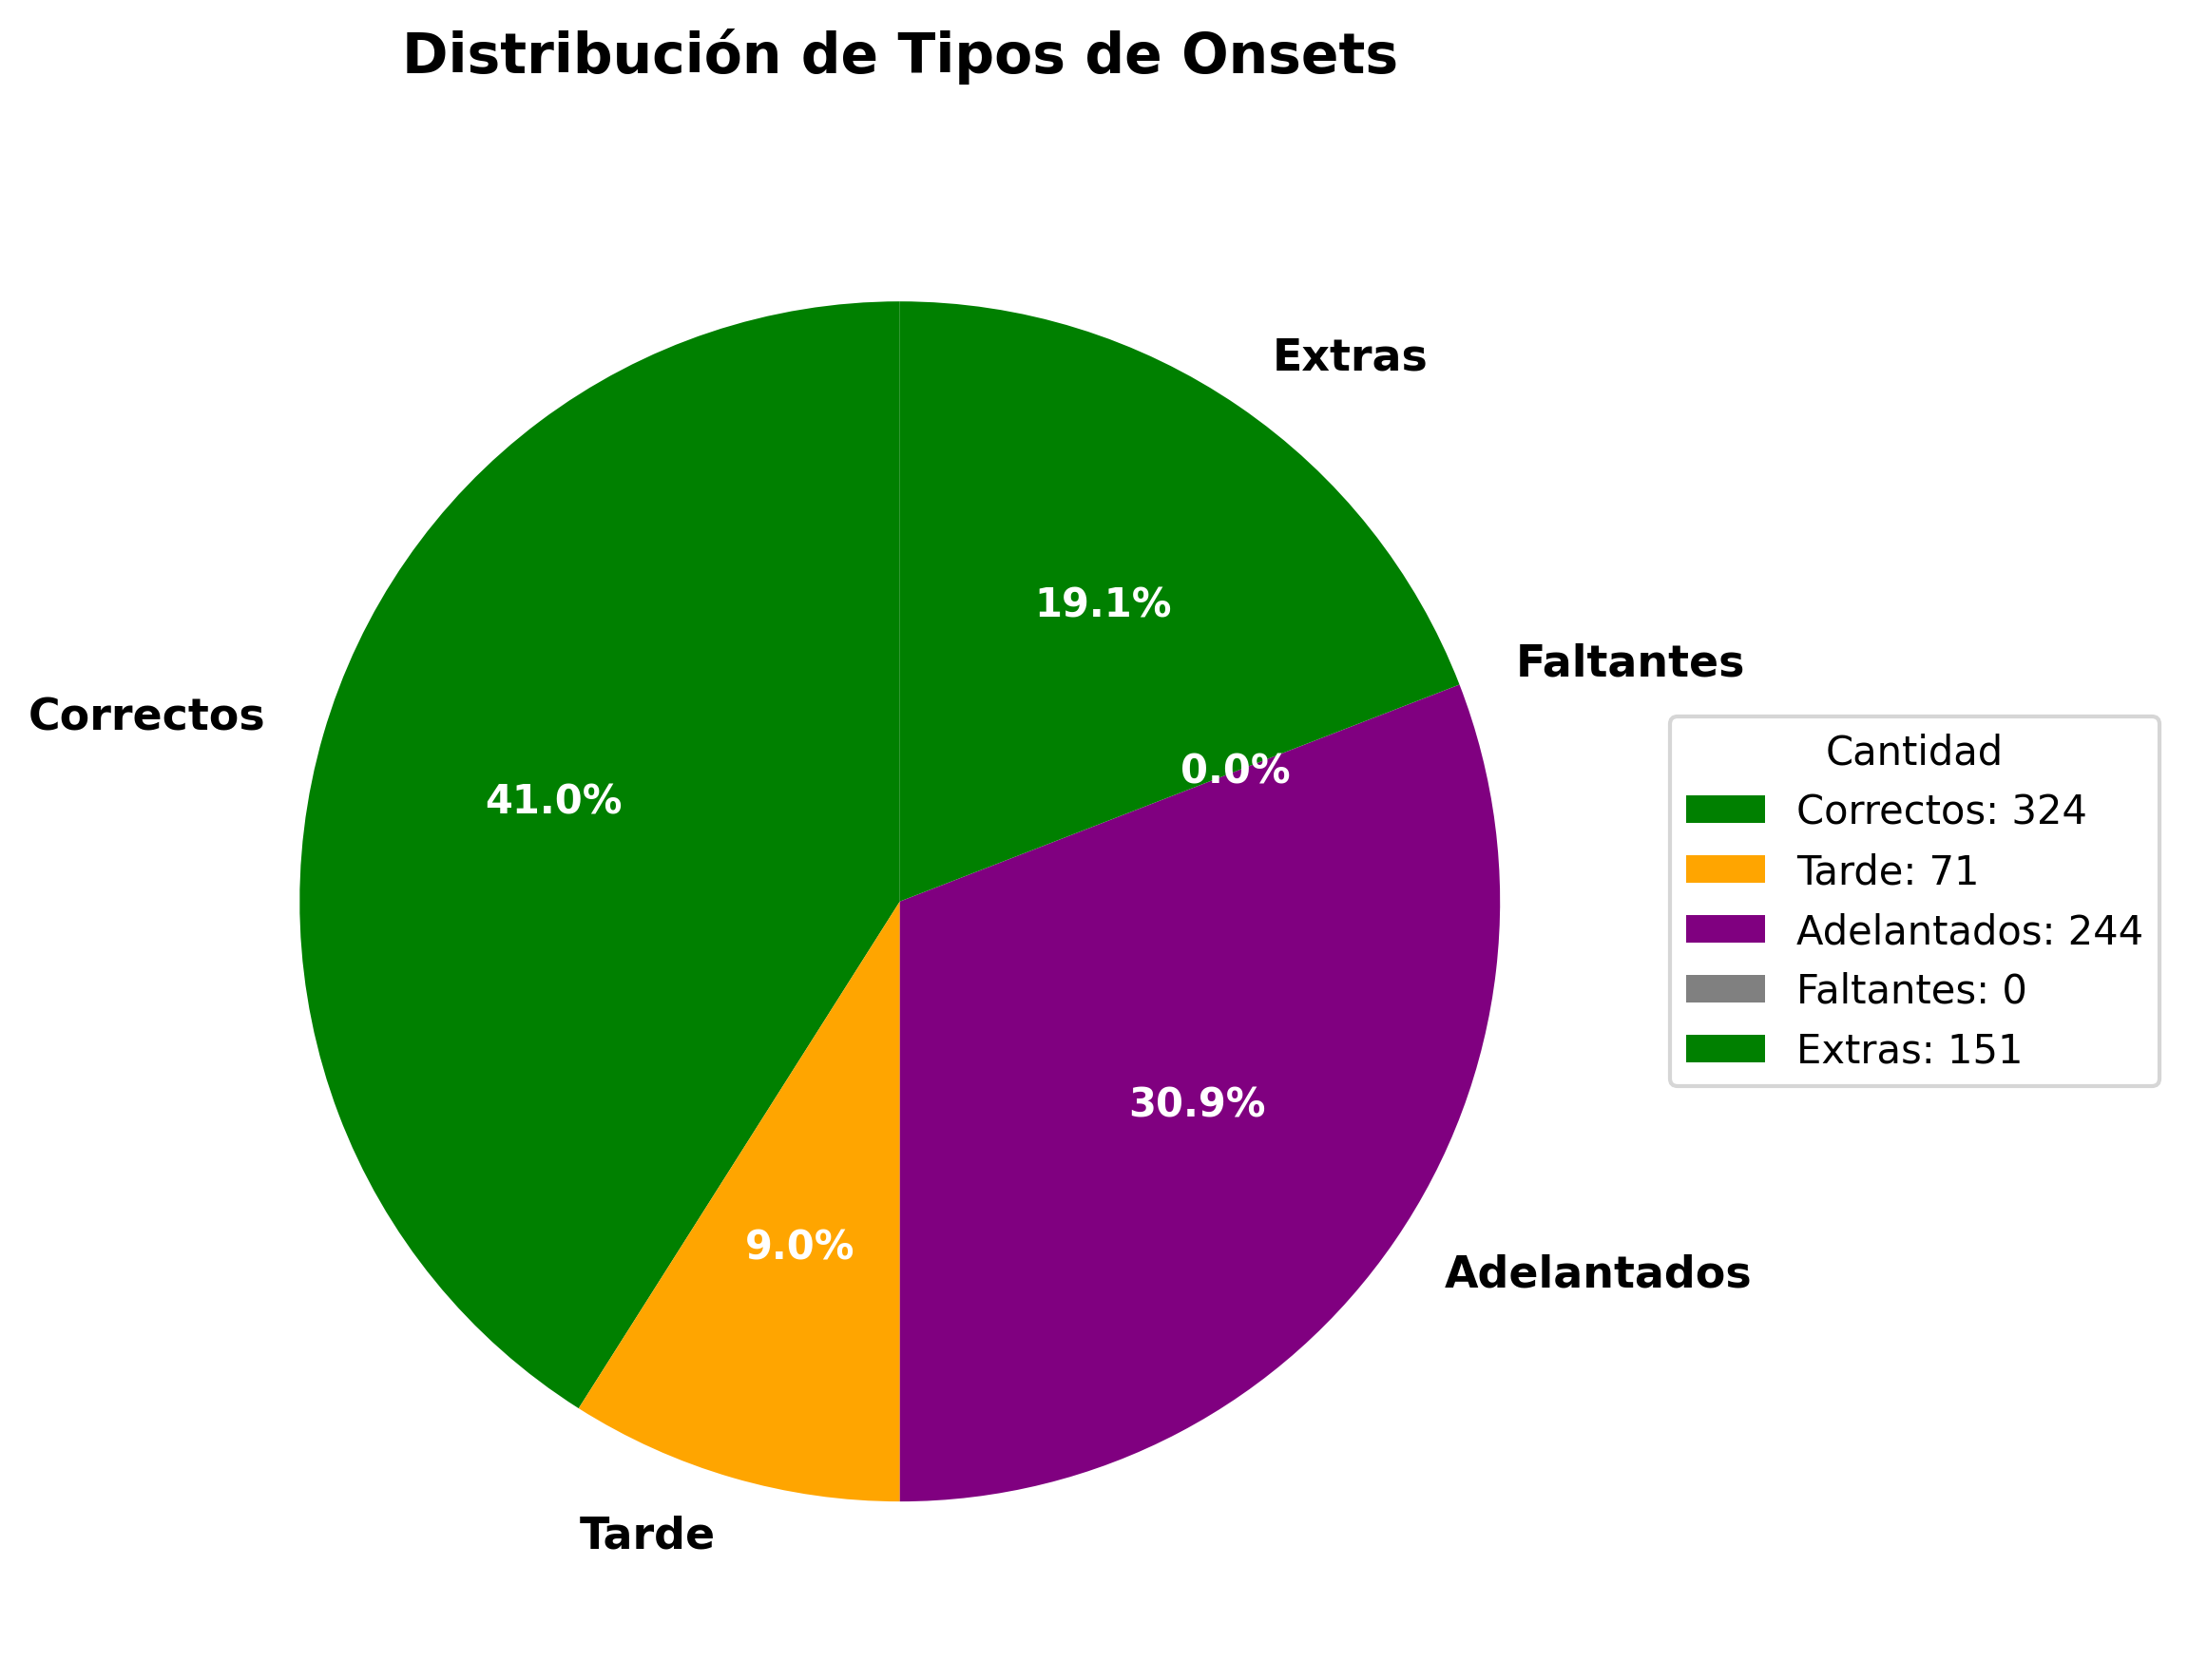 Distribución de Tipos de Onsets
Extras
19.1%
Faltantes
0.0%
Correctos
41.0%
30.9%
Adelantados
9.0%
Tarde
Cantidad
Correctos: 324
Tarde: 71
Adelantados: 244
Faltantes: 0
Extras: 151